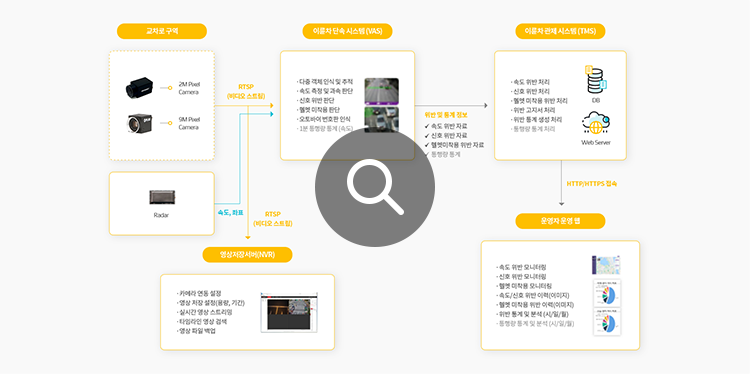 교차로 구역
2M Pixel
Camera
9M Pixel
Camera
Radar
RTSP
(비디오 스트림)
속도, 좌표
RTSP
(비디오 스트림)
이륜차 단속 시스템 (VAS)
· 다중 객체 인식 및 추적
· 속도 측정 및 과속 판단
· 신호 위반 판단
· 헬멧 미착용 판단
· 오토바이 번호판 인식
· 1분 통행량 통계 (속도)
위반 및 통계 정보
✓ 속도 위반 자료
✓ 신호 위반 자료
✓ 헬멧미착용 위반 자료
✓ 통행량 통계
이륜차 관제 시스템 (TMS)
· 속도 위반 처리
· 신호 위반 처리
· 헬멧 미착용 위반 처리
· 위반 고지서 처리
· 위반 통계 생성 처리
· 통행량 통계 처리
DB
Web Server
HTTP/HTTPS 접속
영상저장서버(NVR)
· 카메라 연동 설정
· 영상 저장 설정(용량, 기간)
· 실시간 영상 스트리밍
· 타임라인 영상 검색
· 영상 파일 백업
운영자 운영 웹
· 속도 위반 모니터링
· 신호 위반 모니터링
· 헬멧 미착용 모니터링
· 속도/신호 위반 이력(이미지)
· 헬멧 미착용 위반 이력(이미지)
· 위반 통계 및 분석 (시/일/월)
· 통행량 통계 및 분석(시/일/월)